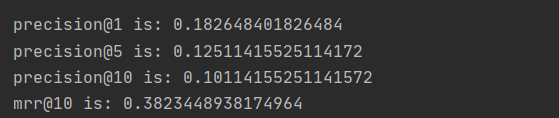 precision@1 is: 0.182648401826484
precision@5 is: 0.12511415525114172
precision@10 is: 0.10114155251141572
mrr@10 is: 0.3823448938174964